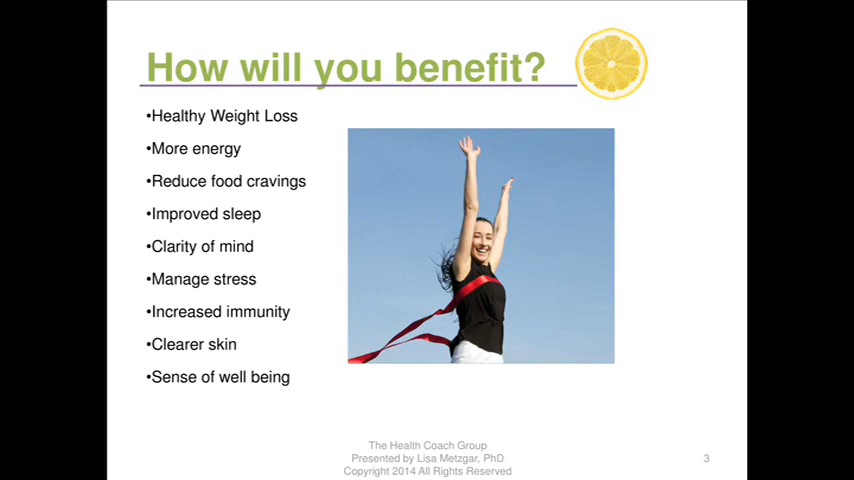 How will you benefit?
•Healthy Weight Loss
•More energy
•Reduce food cravings
•Improved sleep
•Clarity of mind
•Manage stress
•Increased immunity
•Clearer skin
•Sense of well being
The Health Coach Group
Presented by Lisa Metzgar, PhD
Copyright 2014 All Rights Reserved
3